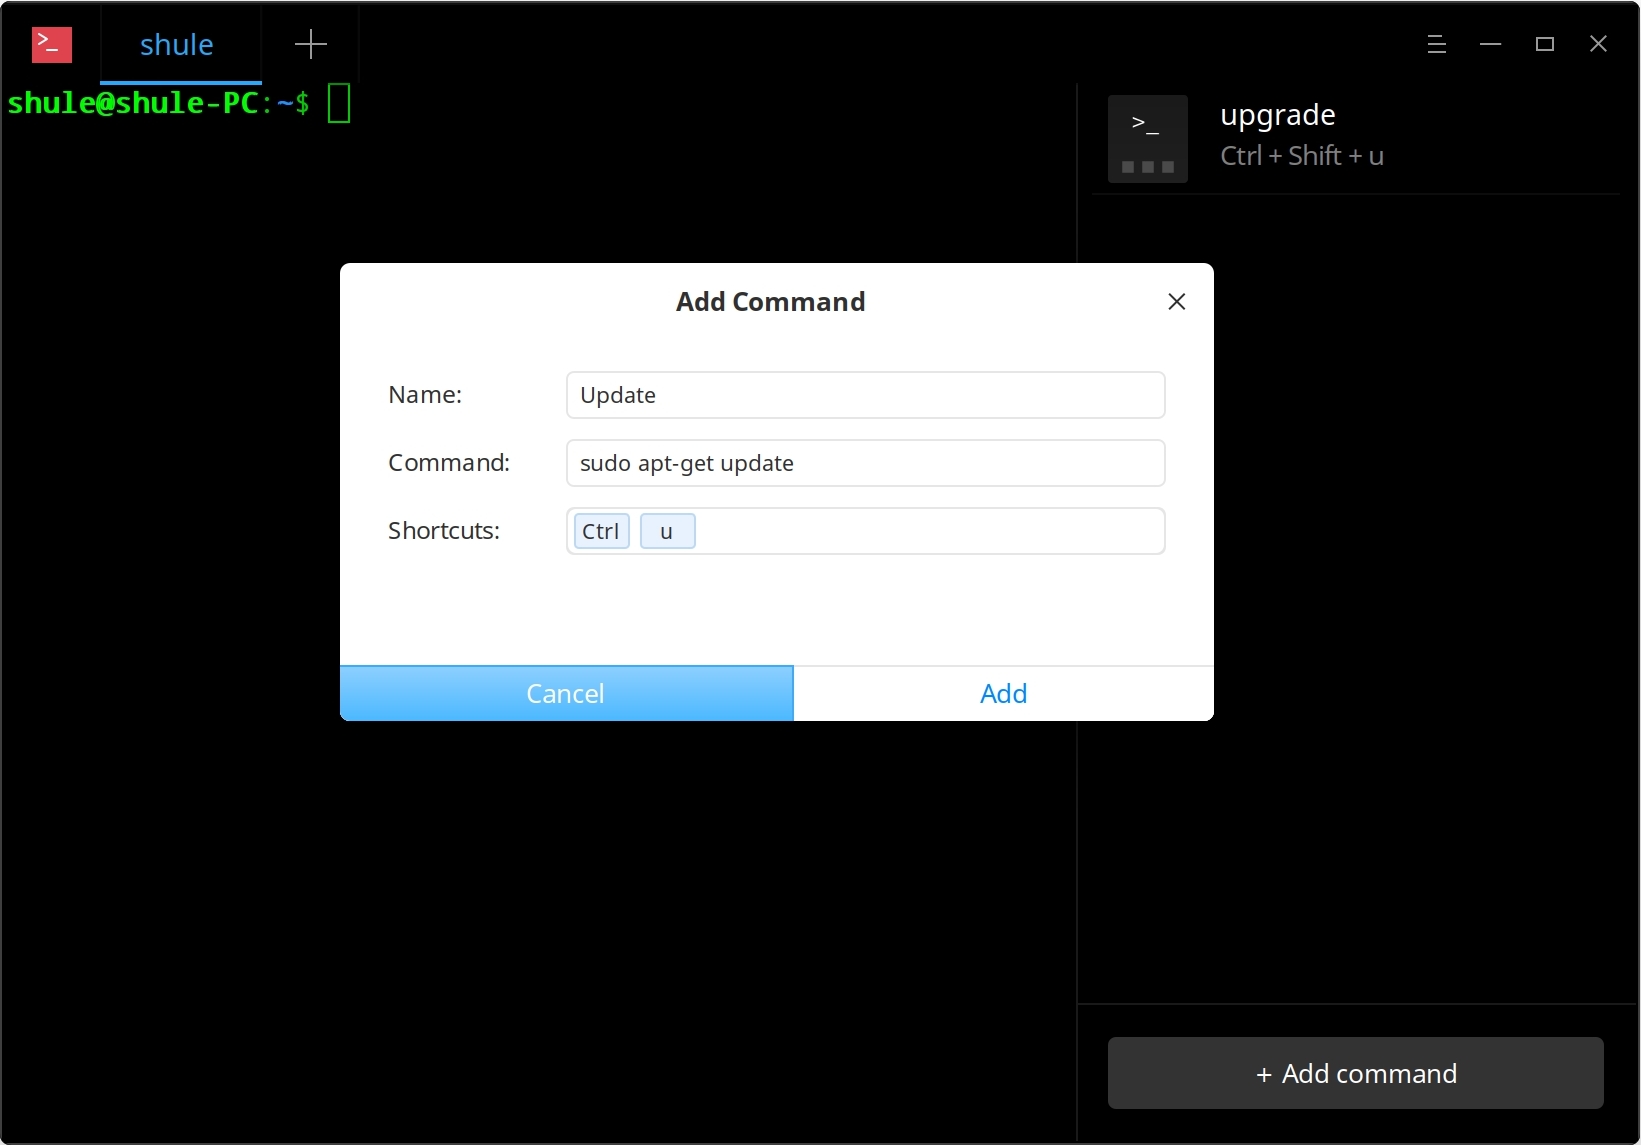 >_
shule
shule@shule-PC:~$
>_
upgrade
Ctrl + Shift + u
Add Command
Name:
Update
Command:
sudo apt-get update
Shortcuts:
Ctrl u
Cancel
Add
+ Add command